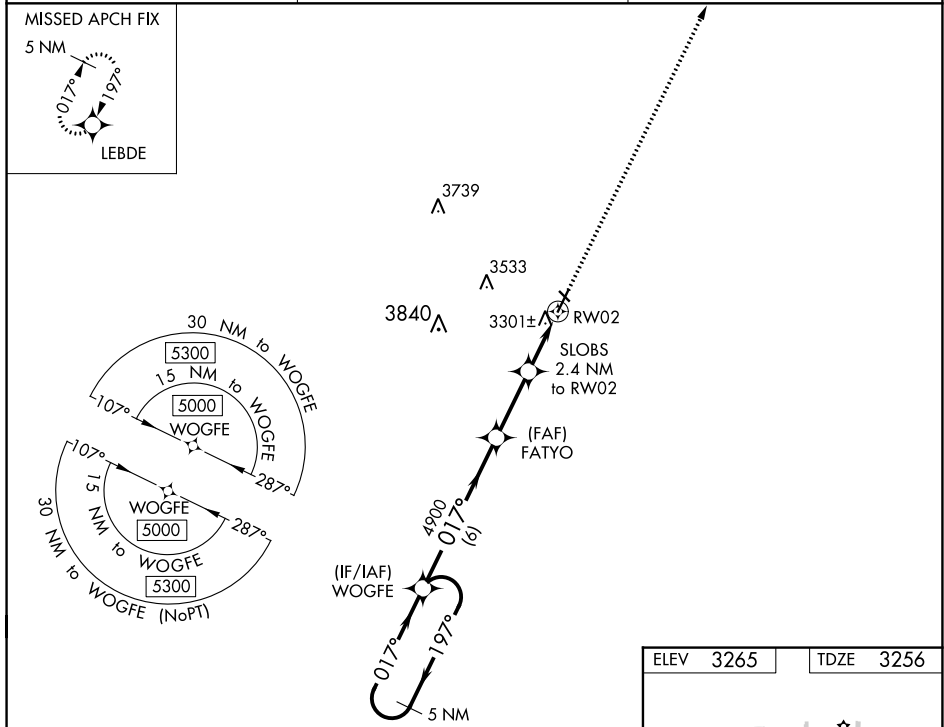 MISSED APCH FIX
5 NM
017°
197°
LEBDE
3739
3533
3840
3301±
RW02
SLOBS
2.4 NM
to RW02
(FAF)
FATYO
4900
017°
(6)
(IF/IAF)
WOGFE
017°
197°
5 NM
30 NM to WOGFE
5300
15 NM to WOGFE
5000
107°
WOGFE
287°
107°
WOGFE
287°
5000
15 NM to WOGFE
5300
30 NM to WOGFE (NoPT)
ELEV 3265
TDZE 3256